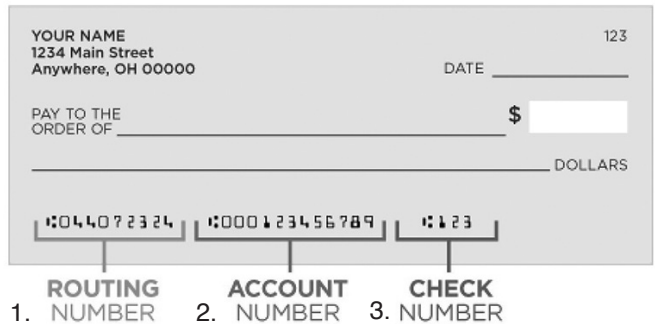 YOUR NAME 123
1234 Main Street
Anywhere, OH 00000
DATE
PAY TO THE
ORDER OF $
DOLLARS
⑆044072324 ⑆000123456789 ⑆123
ROUTING ACCOUNT CHECK
1. NUMBER 2. NUMBER 3. NUMBER